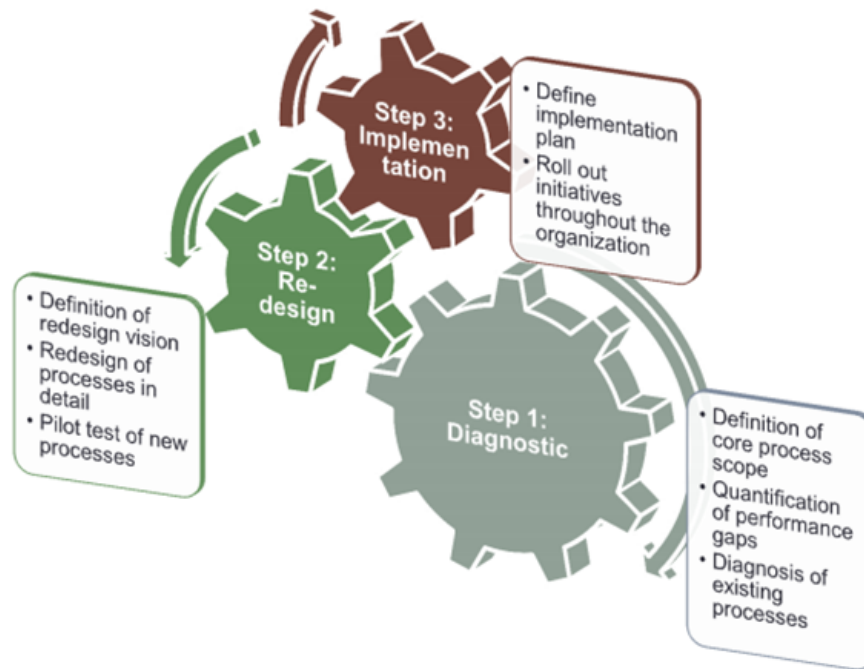 Step 3:
Implemen
tation
• Define
implementation
plan
• Roll out
initiatives
throughout the
organization
Step 2:
Re-
design
• Definition of
redesign vision
• Redesign of
processes in
detail
• Pilot test of new
processes
Step 1:
Diagnostic
• Definition of
core process
scope
• Quantification
of performance
gaps
• Diagnosis of
existing
processes